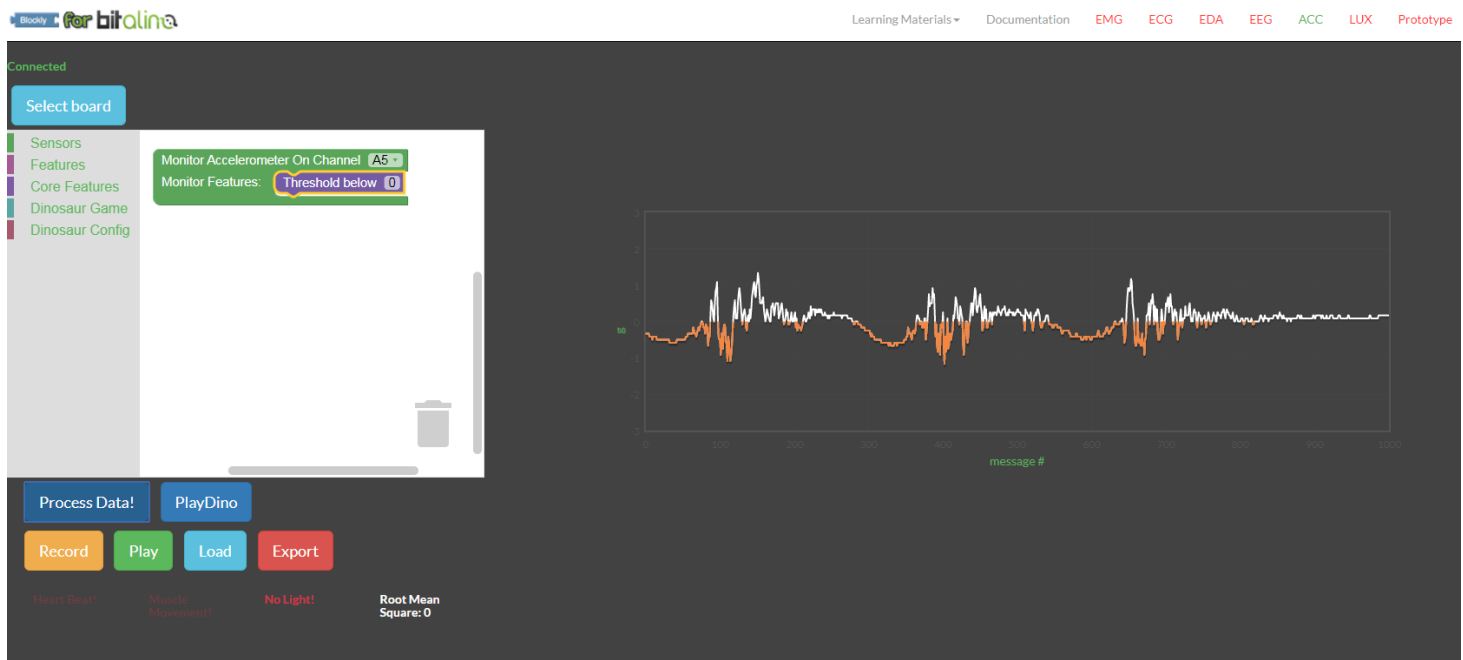 Blockly for bitalino
Learning Materials Documentation EMG ECG EDA EEG ACC LUX Prototype
Connected
Select board
Sensors
Features
Core Features
Dinosaur Game
Dinosaur Config
Monitor Accelerometer On Channel A5
Monitor Features: Threshold below 0
3
2
1
0
-1
-2
-3
0 100 200 300 400 500 600 700 800 900 1000
message #
Process Data! PlayDino
Record Play Load Export
Heart Beat! Muscle Movement! No Light! Root Mean
Square: 0